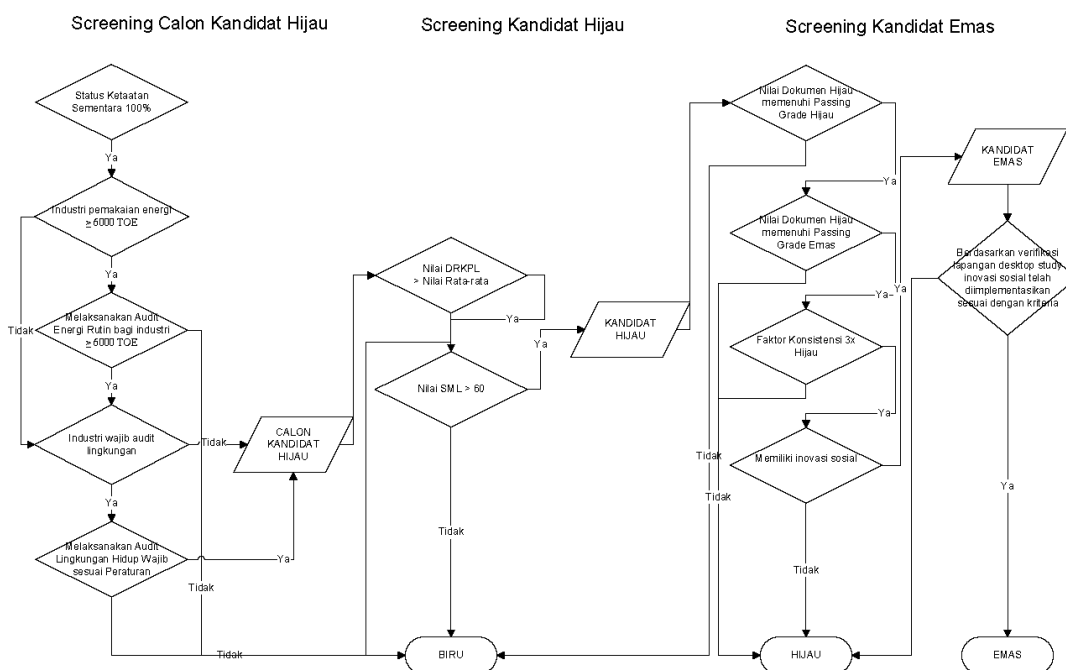 Screening Calon Kandidat Hijau
Screening Kandidat Hijau
Screening Kandidat Emas
Status Ketaatan
Sementara 100%
Ya
Industri pemakaian energi
≥ 6000 TOE
Ya
Melaksanakan Audit
Energi Rutin bagi industri
≥ 6000 TOE
Tidak
Ya
Industri wajib audit
lingkungan
Tidak
Ya
Melaksanakan Audit
Lingkungan Hidup Wajib
sesuai Peraturan
Ya
Tidak
Tidak
CALON
KANDIDAT
HIJAU
Nilai DRKPL
> Nilai Rata-rata
Ya
Nilai SML > 60
Ya
Tidak
BIRU
KANDIDAT
HIJAU
Nilai Dokumen Hijau
memenuhi Passing
Grade Hijau
Ya
Nilai Dokumen Hijau
memenuhi Passing
Grade Emas
Ya
Faktor Konsistensi 3x
Hijau
Ya
Memiliki inovasi sosial
Ya
Tidak
Tidak
Tidak
HIJAU
KANDIDAT
EMAS
Berdasarkan verifikasi
lapangan desktop study
inovasi sosial telah
diimplementasikan
sesuai dengan kriteria
Ya
EMAS